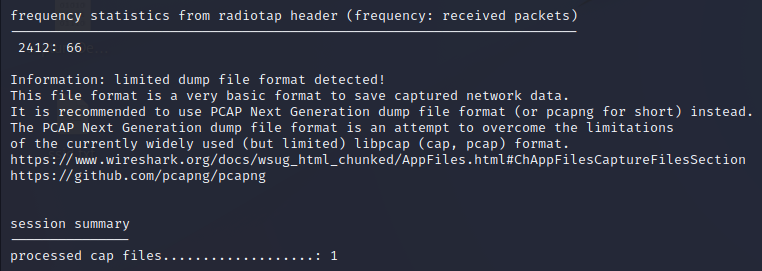 frequency statistics from radiotap header (frequency: received packets)
-----------------------------------------------------------------------
2412: 66
Information: limited dump file format detected!
This file format is a very basic format to save captured network data.
It is recommended to use PCAP Next Generation dump file format (or pcapng for short) instead.
The PCAP Next Generation dump file format is an attempt to overcome the limitations
of the currently widely used (but limited) libpcap (cap, pcap) format.
https://www.wireshark.org/docs/wsug_html_chunked/AppFiles.html#ChAppFilesCaptureFilesSection
https://github.com/pcapng/pcapng
session summary
---------------
processed cap files...................: 1